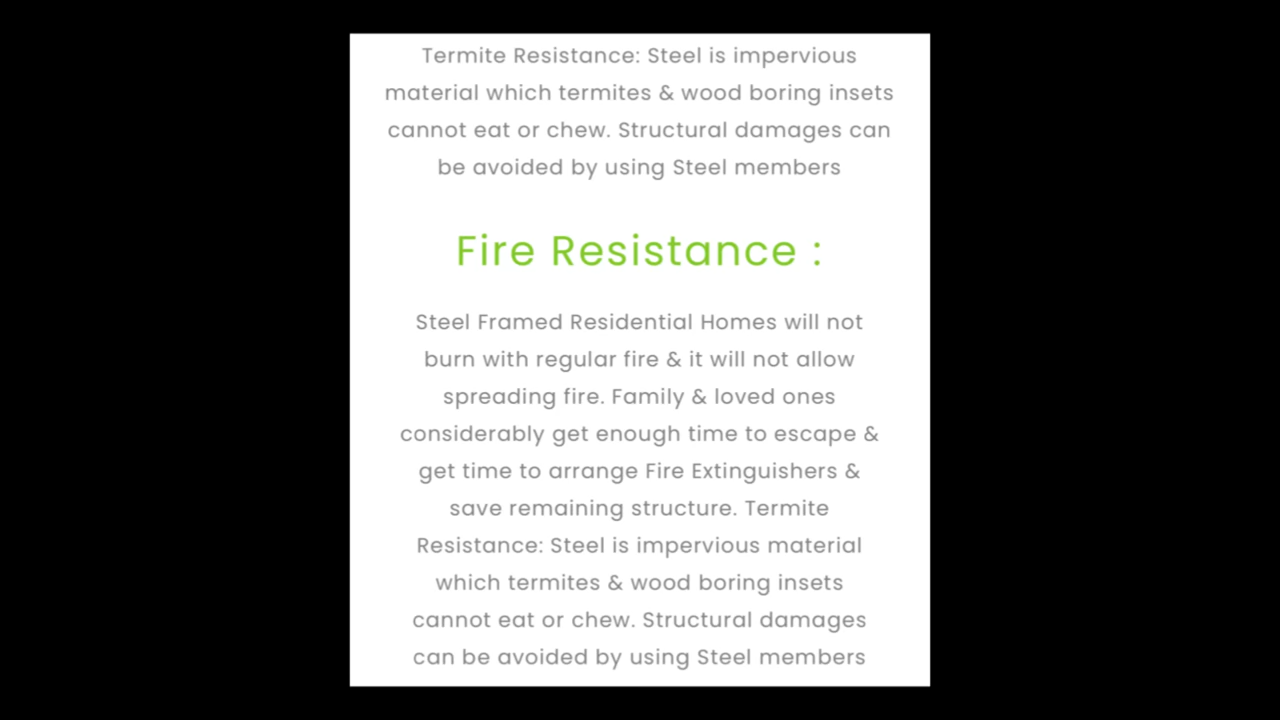 Termite Resistance: Steel is impervious
material which termites & wood boring insets
cannot eat or chew. Structural damages can
be avoided by using Steel members
Fire Resistance :
Steel Framed Residential Homes will not
burn with regular fire & it will not allow
spreading fire. Family & loved ones
considerably get enough time to escape &
get time to arrange Fire Extinguishers &
save remaining structure. Termite
Resistance: Steel is impervious material
which termites & wood boring insets
cannot eat or chew. Structural damages
can be avoided by using Steel members